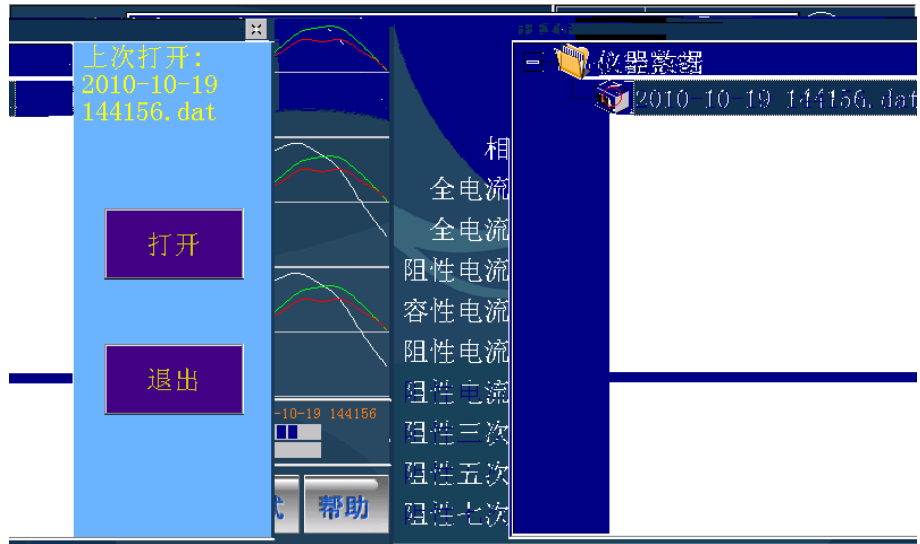 上次打开:
2010-10-19
144156.dat
打开
退出
-10-19 144156
帮助
相
全电流
全电流
阻性电流
容性电流
阻性电流
阻性电流
阻性三次
阻性五次
阻性七次
仪器数据
2010-10-19 144156.dat